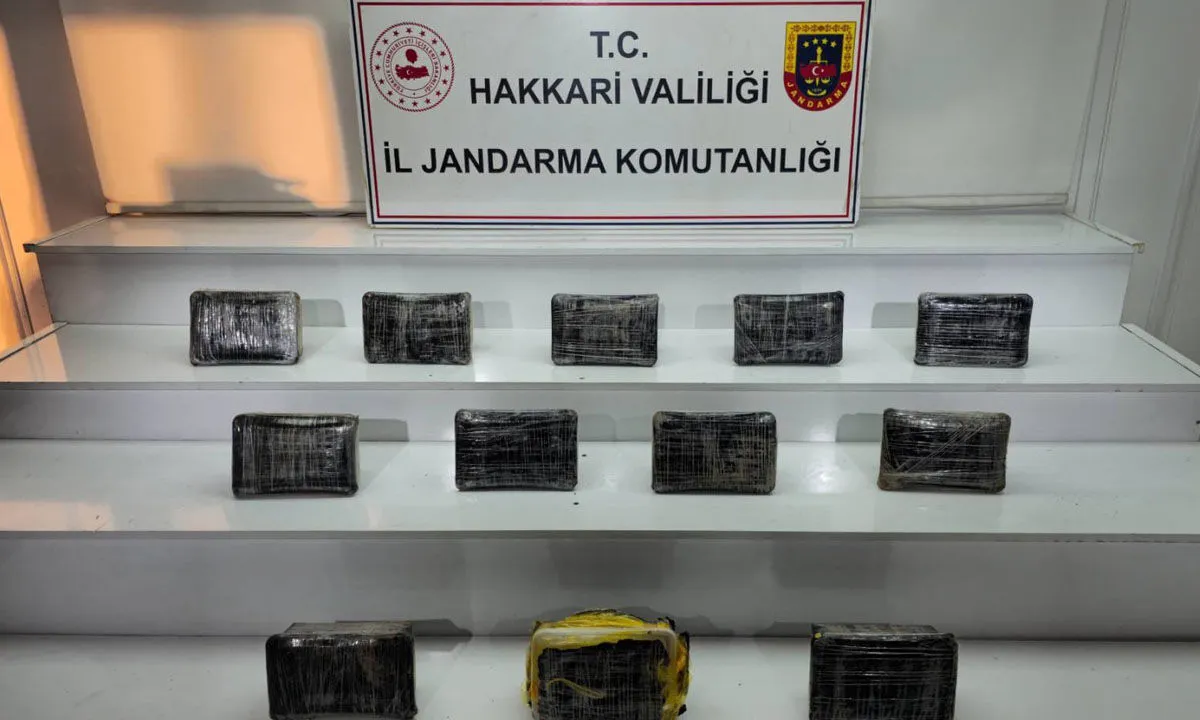 T.C.
HAKKARİ VALİLİĞİ
İL JANDARMA KOMUTANLIĞI
JANDARMA